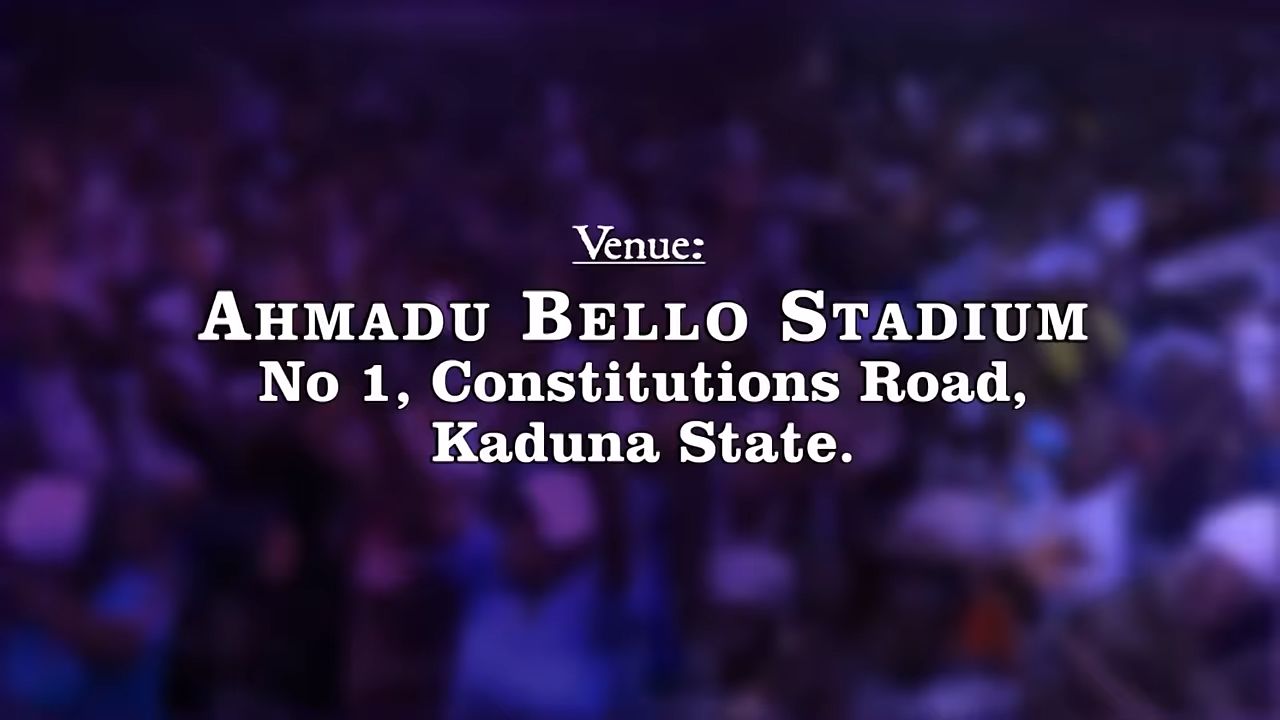 Venue:
AHMADU BELLO STADIUM
No 1, Constitutions Road,
Kaduna State.